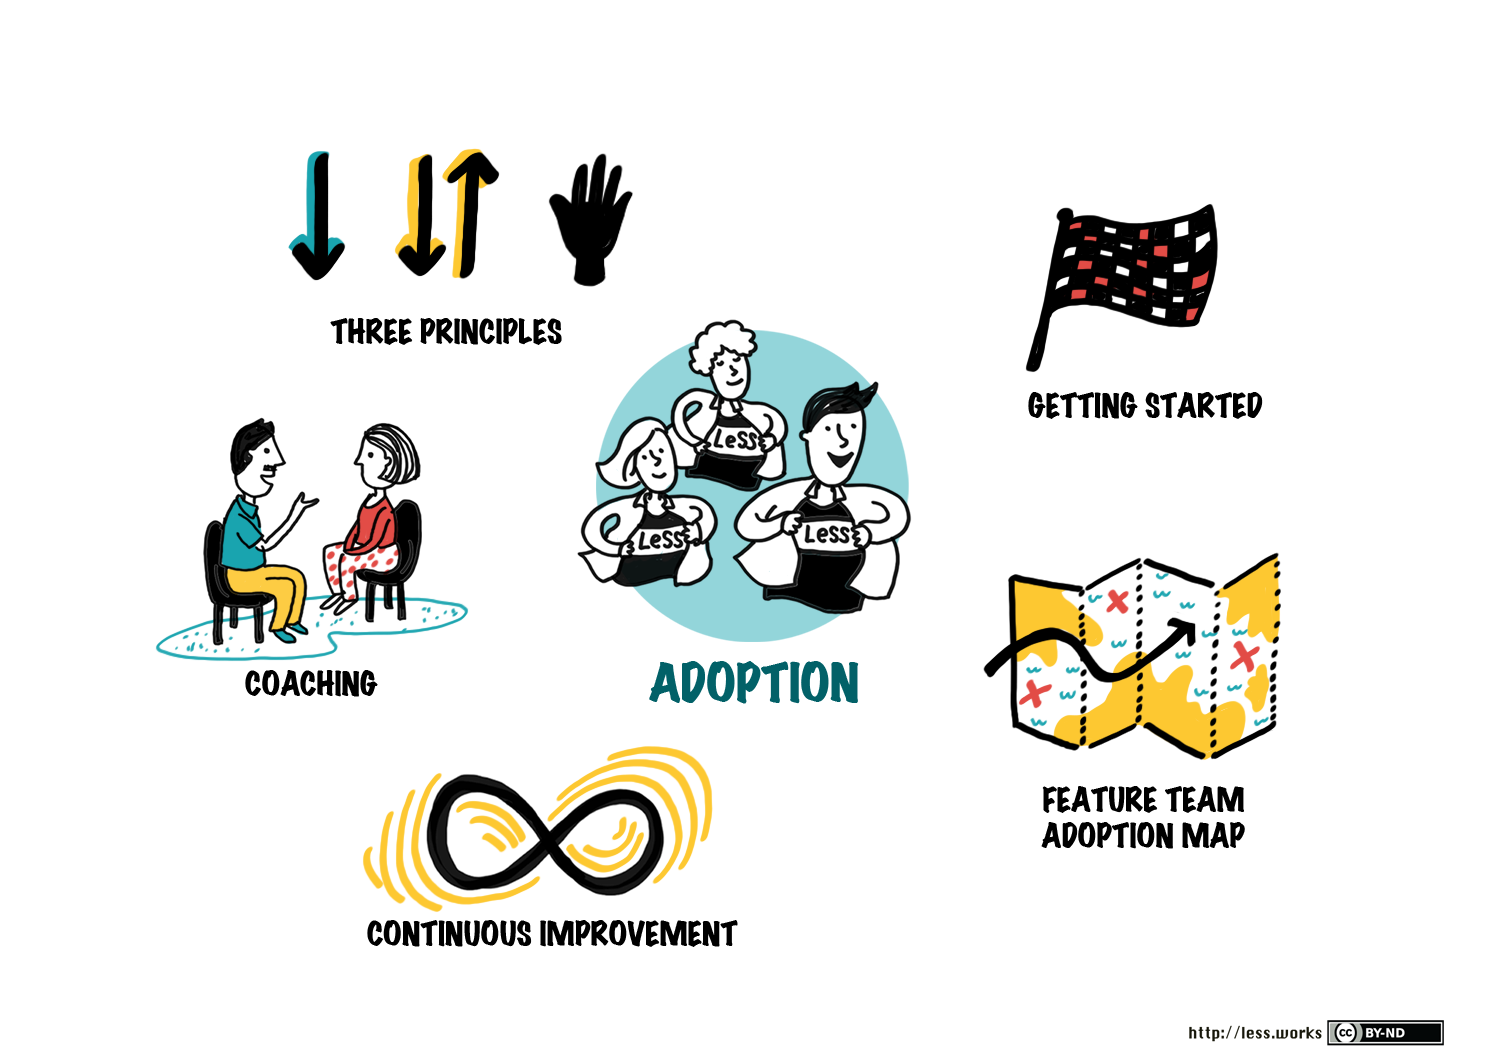 THREE PRINCIPLES
GETTING STARTED
LeSS
LeSS
LeSS
COACHING
ADOPTION
FEATURE TEAM
ADOPTION MAP
CONTINUOUS IMPROVEMENT
http://less.works cc BY-ND